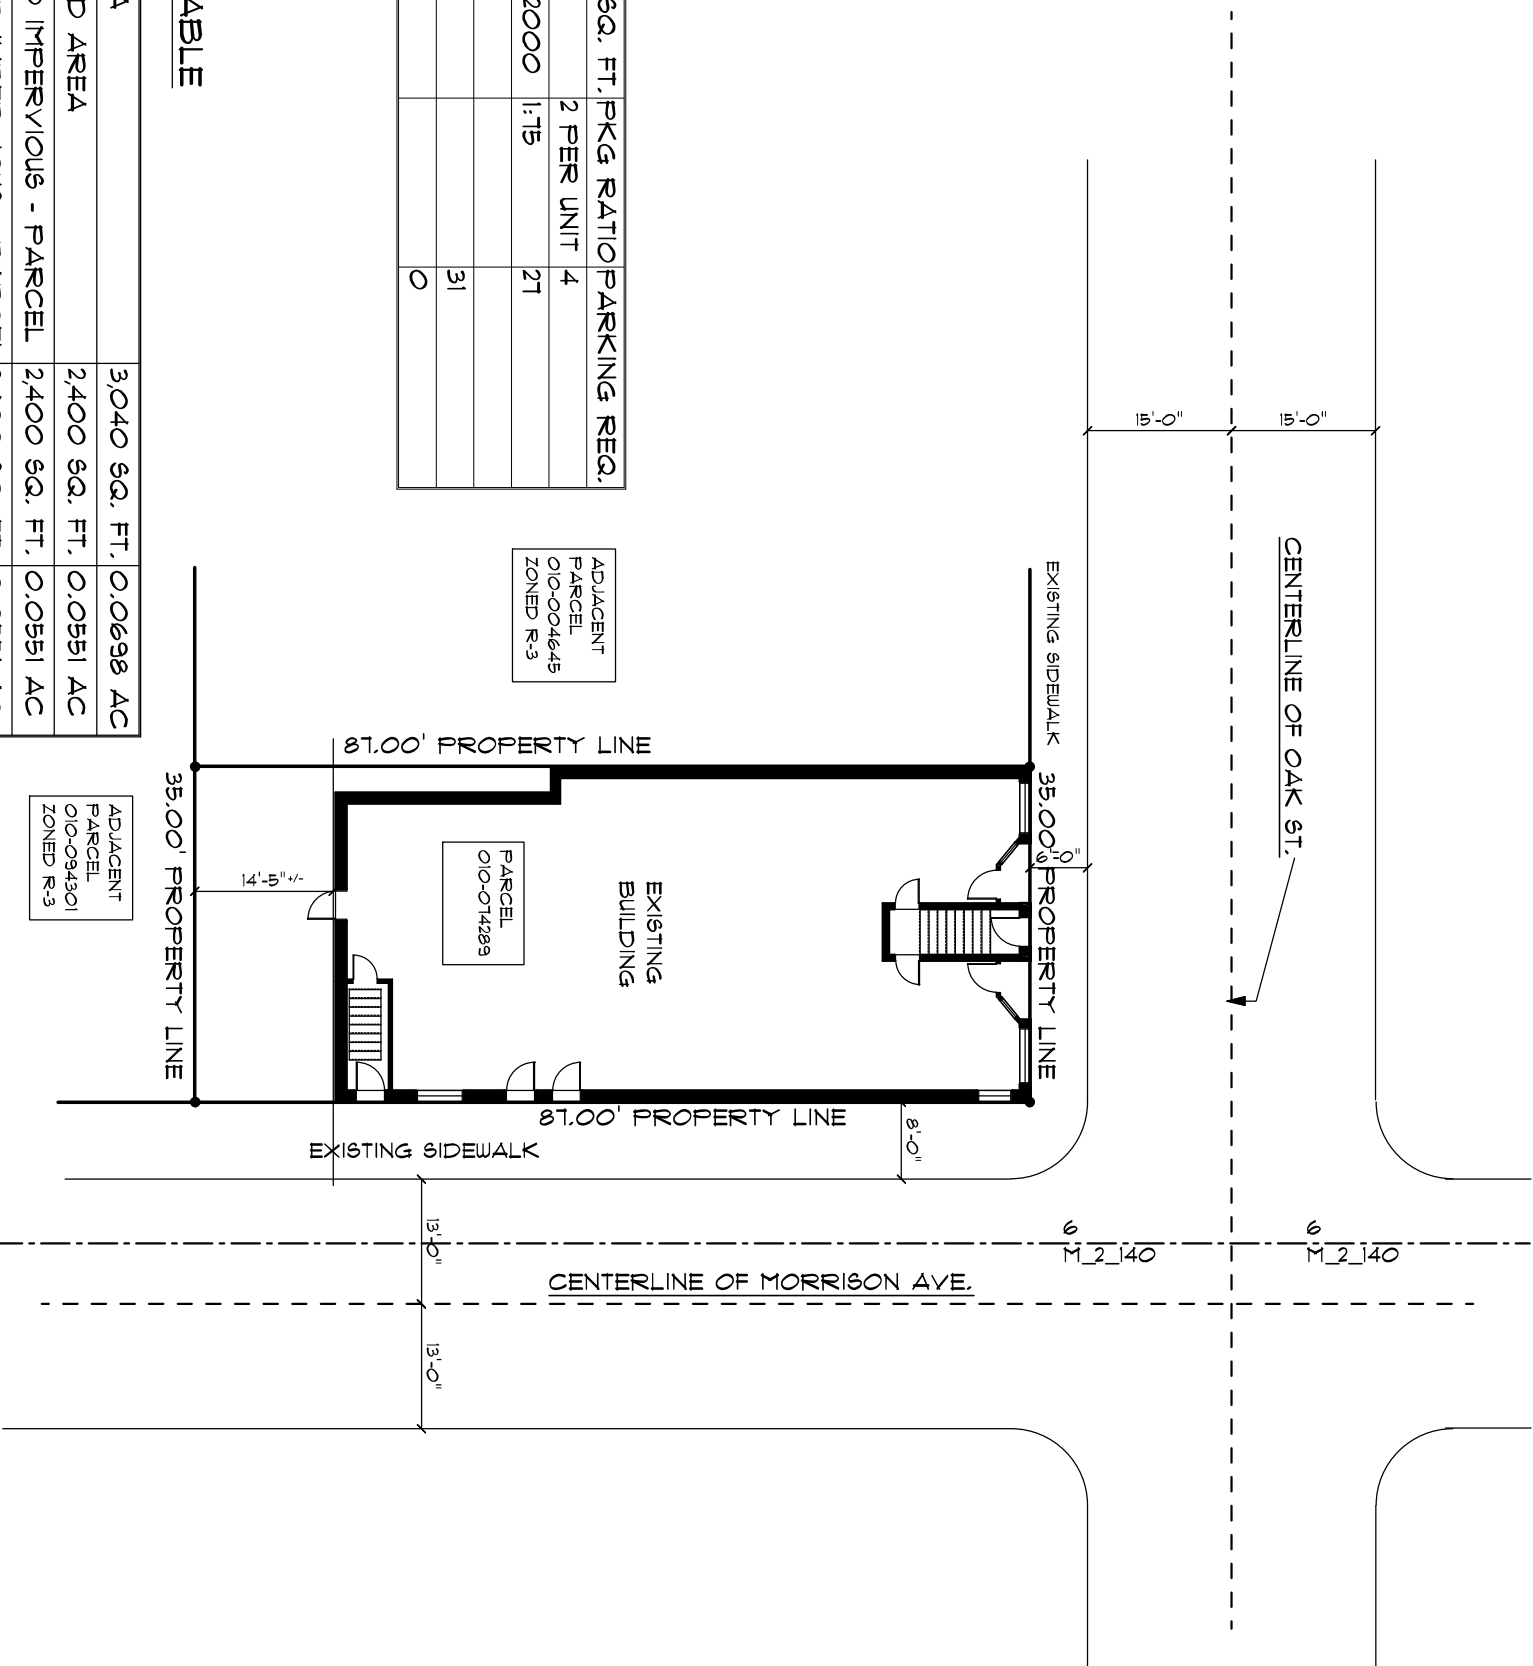 SQ. FT. PKG RATIO PARKING REQ.
2 PER UNIT 4
2000 1:75 27
31
0
ABLE
3,040 SQ. FT. 0.0698 AC
D AREA 2,400 SQ. FT. 0.0551 AC
IMPERVIOUS - PARCEL 2,400 SQ. FT. 0.0551 AC
15'-0"
15'-0"
CENTERLINE OF OAK ST.
EXISTING SIDEWALK
ADJACENT
PARCEL
010-004645
ZONED R-3
87.00' PROPERTY LINE
35.00' PROPERTY LINE
6'-0"
ADJACENT
PARCEL
010-094301
ZONED R-3
35.00' PROPERTY LINE
14'-5" +/-
PARCEL
010-074289
EXISTING
BUILDING
87.00' PROPERTY LINE
8'-0"
EXISTING SIDEWALK
13'-0"
6
M_2_140
6
M_2_140
CENTERLINE OF MORRISON AVE.
13'-0"